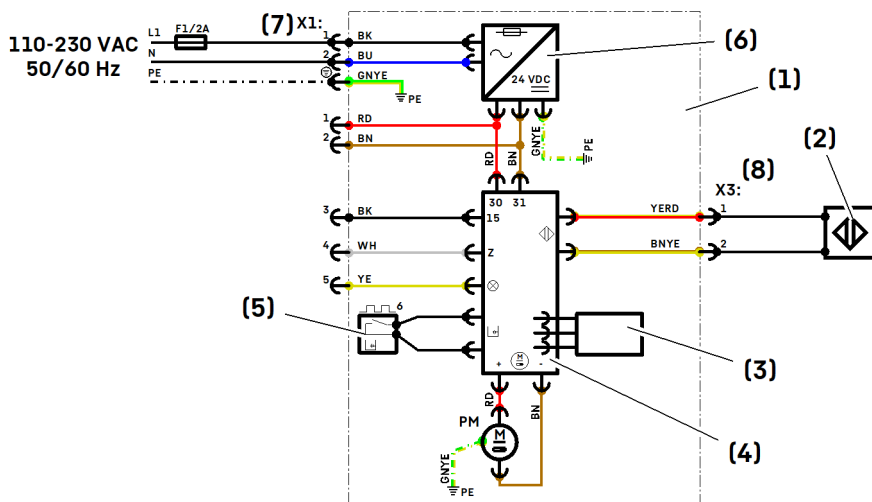 L1 F1/2A (7) X1: 1 BK
110-230 VAC N 2 BU
50/60 Hz PE GNYE PE
24 VDC (6)
(1)
1 RD
2 BN
RD BN GNYE PE
(8)
X3:
30 31
3 BK 15 YERD 1 (2)
4 WH Z BNYE 2
5 YE
(5) 6
(3)
+ M -
RD BN
PM M (4)
GNYE
PE